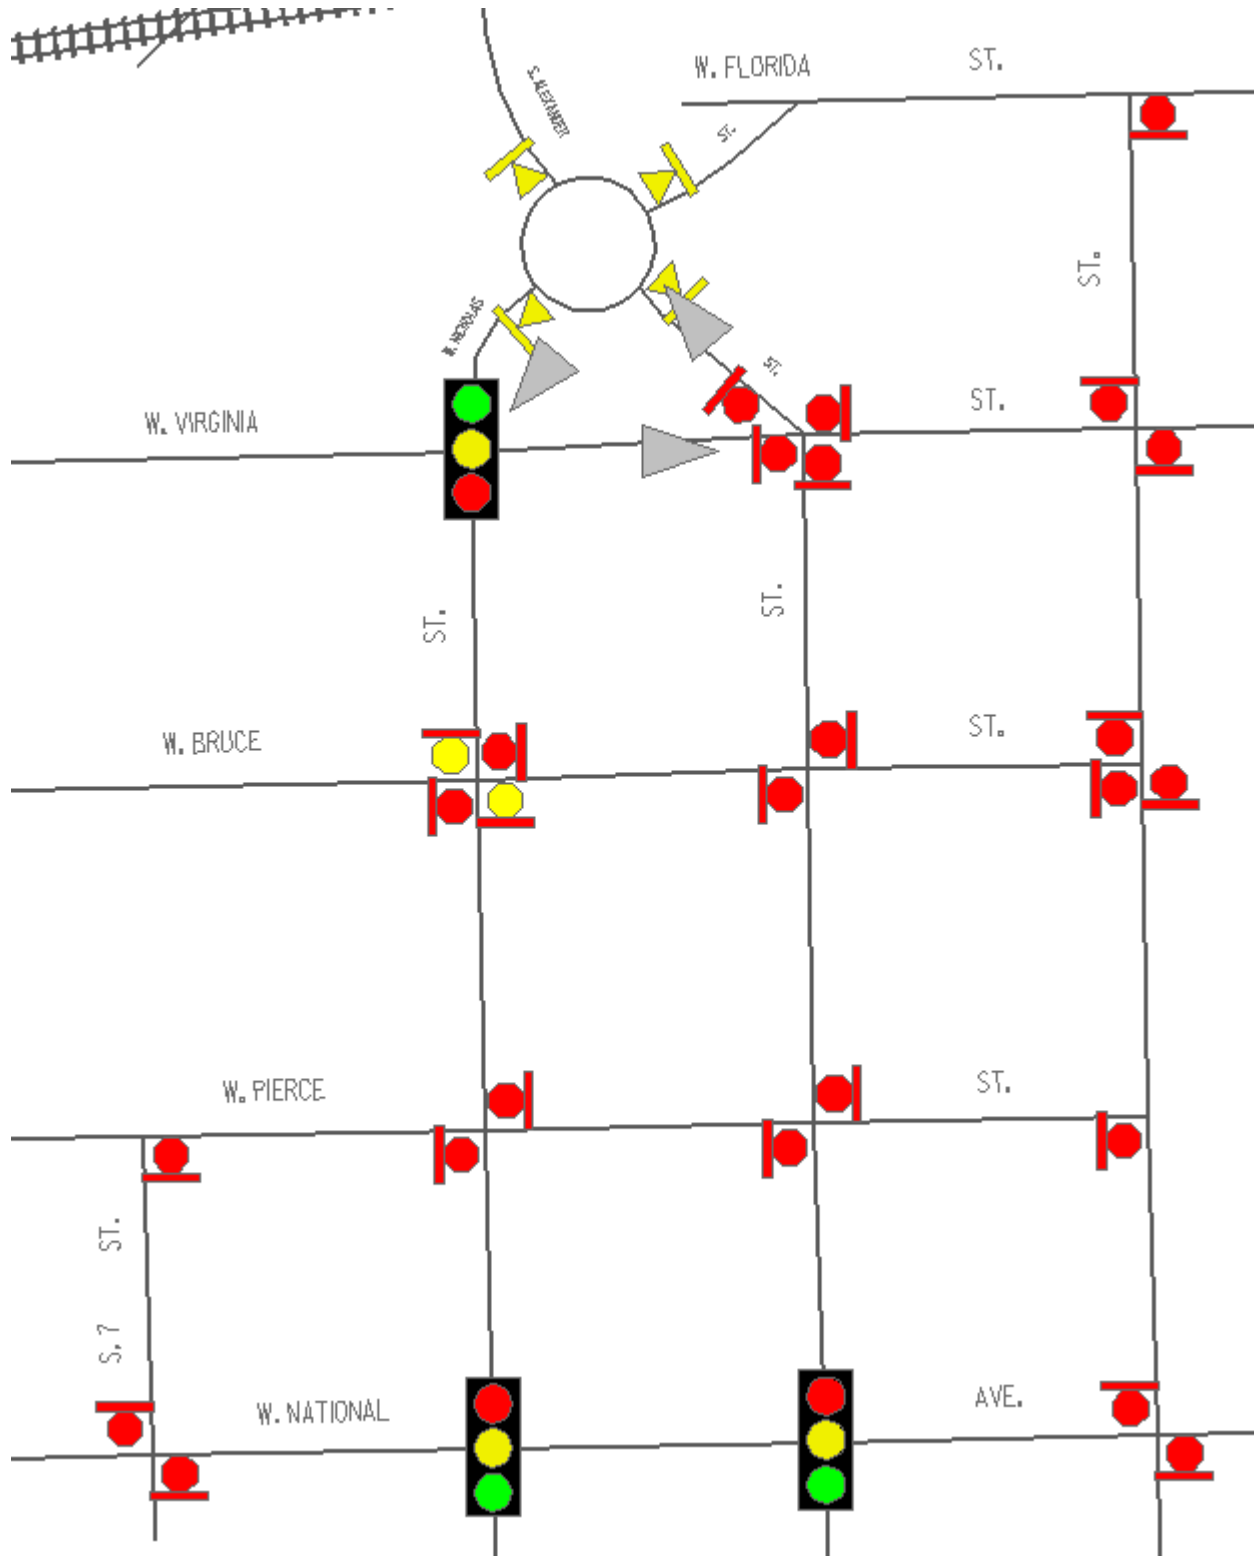 W. FLORIDA ST.
S. ALEXANDER
ST.
ST.
W. NICHOLAS
ST.
W. VIRGINIA ST.
ST.
ST.
W. BRUCE ST.
W. PIERCE ST.
S. 7 ST.
W. NATIONAL AVE.